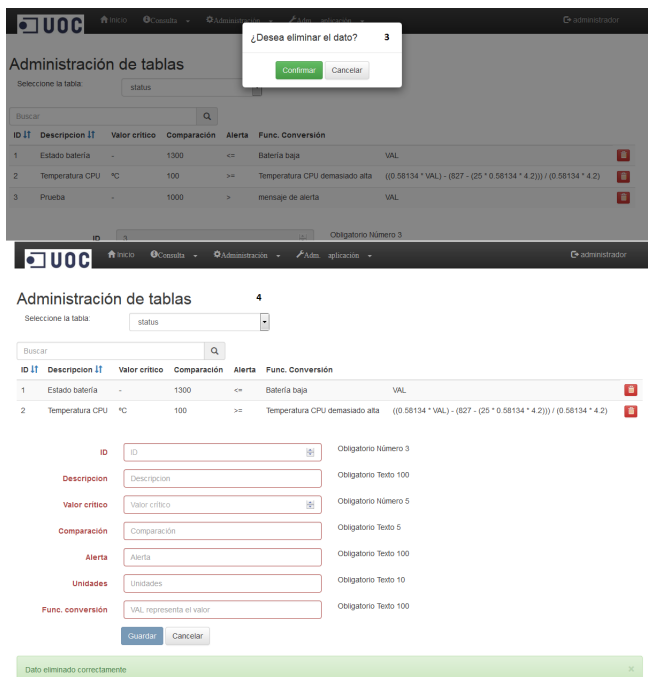 UOC Inicio Consulta Administración Adm. aplicación administrador
¿Desea eliminar el dato? 3
Confirmar Cancelar
Administración de tablas
Seleccione la tabla: status
Buscar
ID Descripcion Valor crítico Comparación Alerta Func. Conversión
1 Estado batería - 1300 <= Batería baja VAL
2 Temperatura CPU ºC 100 >= Temperatura CPU demasiado alta ((0.58134 * VAL) - (827 - (25 * 0.58134 * 4.2))) / (0.58134 * 4.2)
3 Prueba - 1000 > mensaje de alerta VAL
ID 3 Obligatorio Número 3
UOC Inicio Consulta Administración Adm. aplicación administrador
Administración de tablas 4
Seleccione la tabla: status
Buscar
ID Descripcion Valor crítico Comparación Alerta Func. Conversión
1 Estado batería - 1300 <= Batería baja VAL
2 Temperatura CPU ºC 100 >= Temperatura CPU demasiado alta ((0.58134 * VAL) - (827 - (25 * 0.58134 * 4.2))) / (0.58134 * 4.2)
ID ID Obligatorio Número 3
Descripcion Descripcion Obligatorio Texto 100
Valor crítico Valor crítico Obligatorio Número 5
Comparación Comparación Obligatorio Texto 5
Alerta Alerta Obligatorio Texto 100
Unidades Unidades Obligatorio Texto 10
Func. conversión VAL representa el valor Obligatorio Texto 100
Guardar Cancelar
Dato eliminado correctamente ×